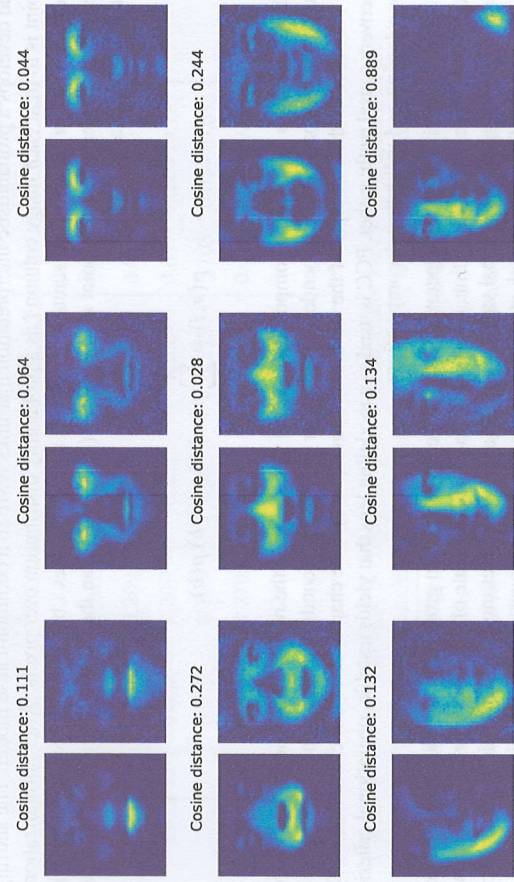 Cosine distance: 0.111
Cosine distance: 0.064
Cosine distance: 0.044
Cosine distance: 0.272
Cosine distance: 0.028
Cosine distance: 0.244
Cosine distance: 0.132
Cosine distance: 0.134
Cosine distance: 0.889